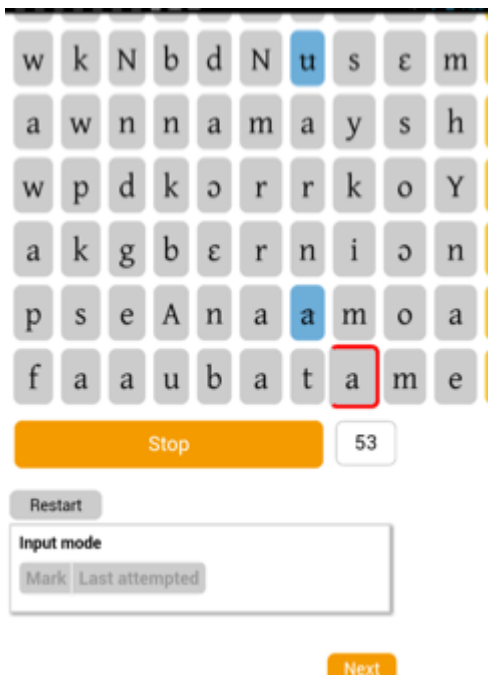 w k N b d N u s ɛ m
a w n n a m a y s h
w p d k ɔ r r k o Y
a k g b ɛ r n i ɔ n
p s e A n a a m o a
f a a u b a t a m e
Stop 53
Restart
Input mode
Mark Last attempted
Next